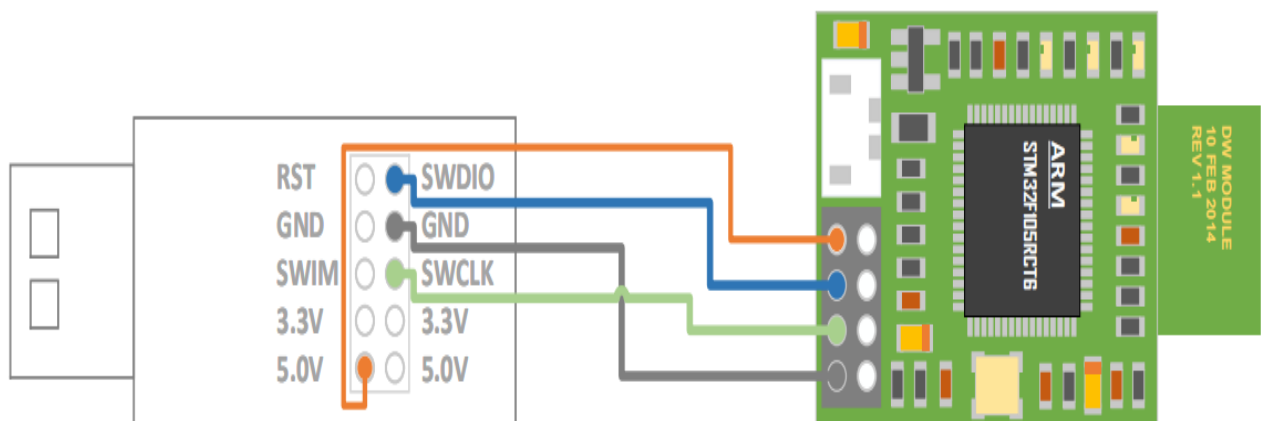 RST SWDIO
GND GND
SWIM SWCLK
3.3V 3.3V
5.0V 5.0V
ARM
STM32F105RCT6
DW MODULE
10 FEB 2014
REV 1.1